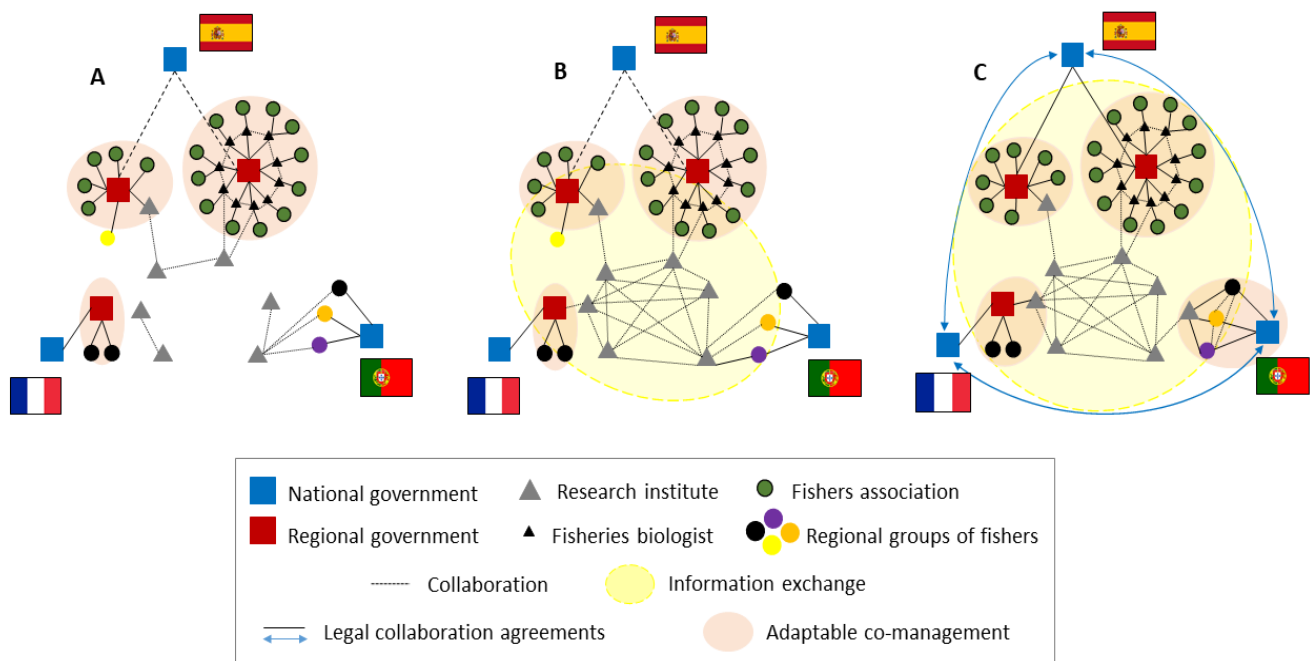 A
B
C
National government
Research institute
Fishers association
Regional government
Fisheries biologist
Regional groups of fishers
Collaboration
Information exchange
Legal collaboration agreements
Adaptable co-management